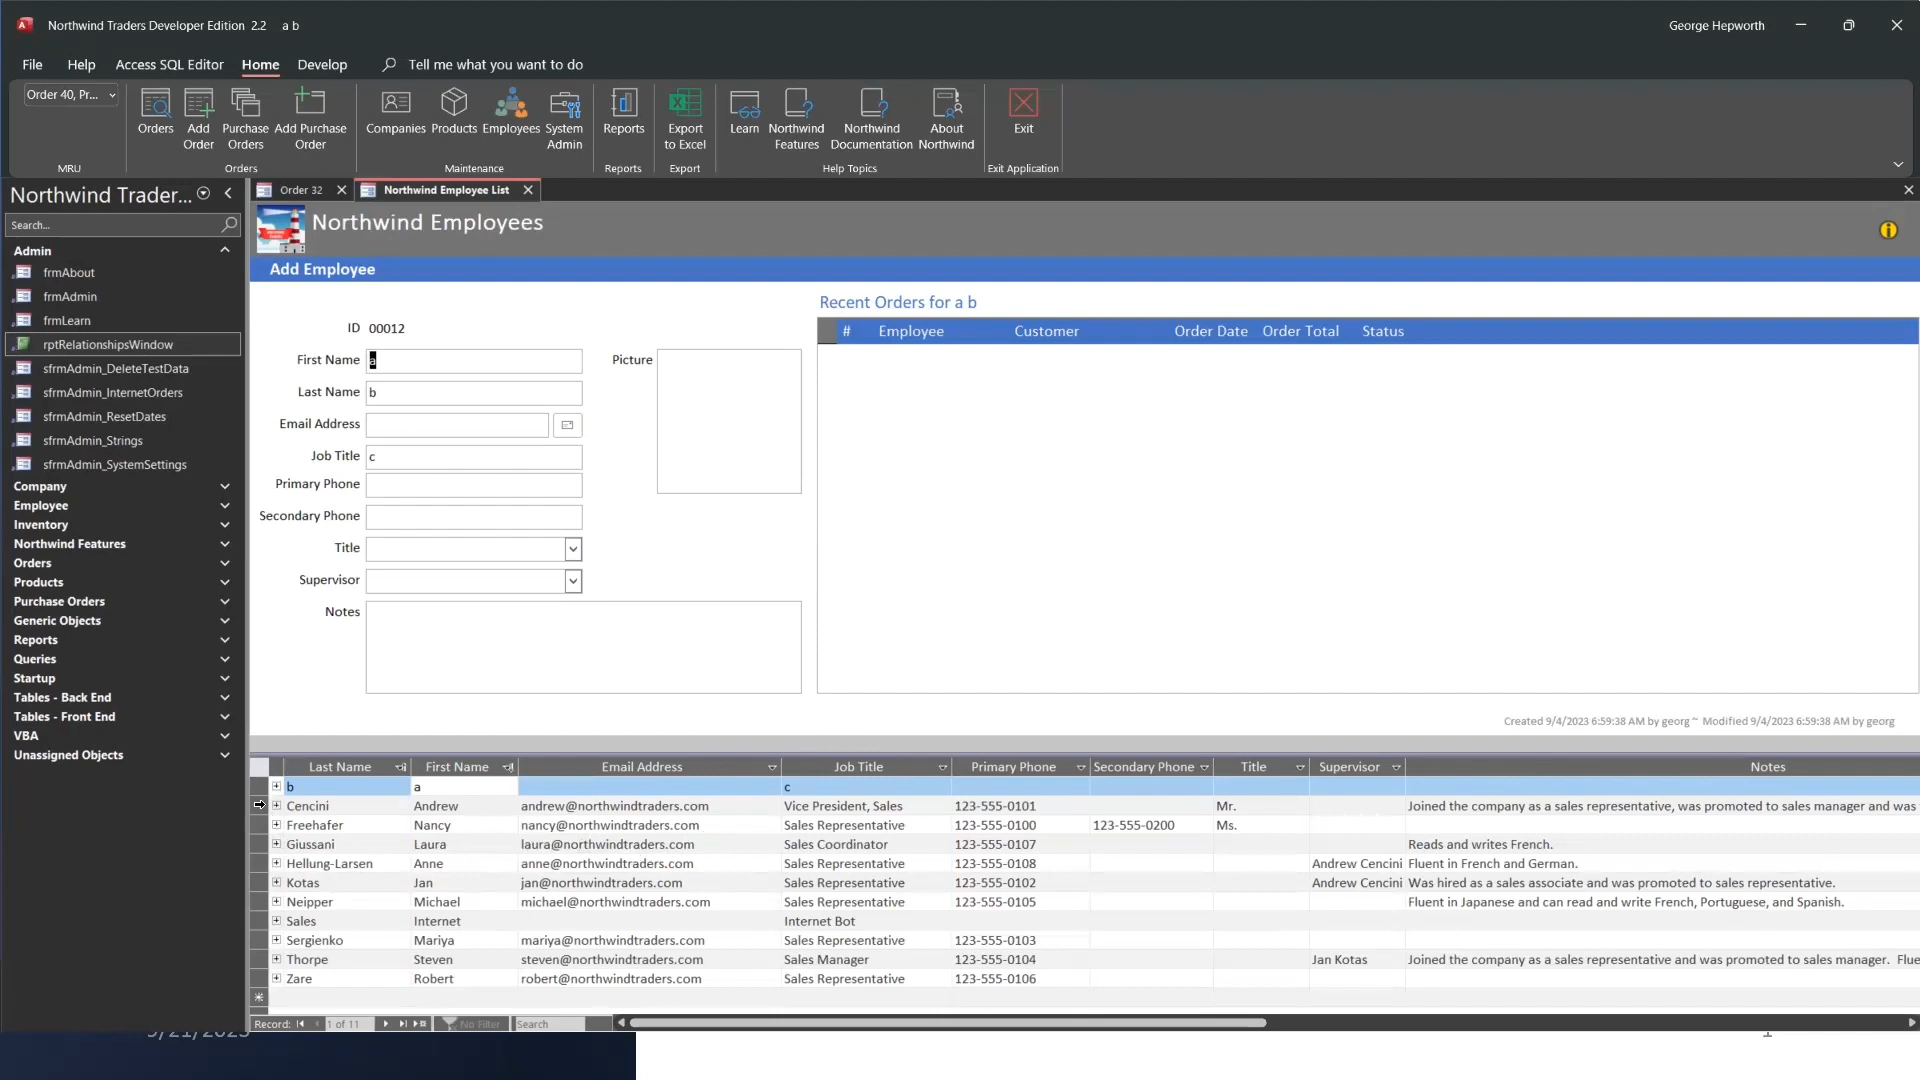 Northwind Traders Developer Edition 2.2 a b
George Hepworth
File Help Access SQL Editor Home Develop Tell me what you want to do
Order 40, Pr...
Orders
Add Order
Purchase Orders
Add Purchase Order
Companies
Products
Employees
System Admin
Reports
Export to Excel
Learn
Northwind Features
Northwind Documentation
About Northwind
Exit
MRU Orders Maintenance Reports Export Help Topics Exit Application
Northwind Trader...
Search...
Admin
frmAbout
frmAdmin
frmLearn
rptRelationshipsWindow
sfrmAdmin_DeleteTestData
sfrmAdmin_InternetOrders
sfrmAdmin_ResetDates
sfrmAdmin_Strings
sfrmAdmin_SystemSettings
Company
Employee
Inventory
Northwind Features
Orders
Products
Purchase Orders
Generic Objects
Reports
Queries
Startup
Tables - Back End
Tables - Front End
VBA
Unassigned Objects
Order 32 Northwind Employee List
Northwind Employees
Add Employee
ID 00012
First Name a
Picture
Last Name b
Email Address
Job Title c
Primary Phone
Secondary Phone
Title
Supervisor
Notes
Recent Orders for a b
# Employee Customer Order Date Order Total Status
Created 9/4/2023 6:59:38 AM by georg ~ Modified 9/4/2023 6:59:38 AM by georg
Last Name First Name Email Address Job Title Primary Phone Secondary Phone Title Supervisor Notes
b a c
Cencini Andrew andrew@northwindtraders.com Vice President, Sales 123-555-0101 Mr. Joined the company as a sales representative, was promoted to sales manager and was
Freehafer Nancy nancy@northwindtraders.com Sales Representative 123-555-0100 123-555-0200 Ms.
Giussani Laura laura@northwindtraders.com Sales Coordinator 123-555-0107 Reads and writes French.
Hellung-Larsen Anne anne@northwindtraders.com Sales Representative 123-555-0108 Andrew Cencini Fluent in French and German.
Kotas Jan jan@northwindtraders.com Sales Representative 123-555-0102 Andrew Cencini Was hired as a sales associate and was promoted to sales representative.
Neipper Michael michael@northwindtraders.com Sales Representative 123-555-0105 Fluent in Japanese and can read and write French, Portuguese, and Spanish.
Sales Internet Internet Bot
Sergienko Mariya mariya@northwindtraders.com Sales Representative 123-555-0103
Thorpe Steven steven@northwindtraders.com Sales Manager 123-555-0104 Jan Kotas Joined the company as a sales representative and was promoted to sales manager. Flue
Zare Robert robert@northwindtraders.com Sales Representative 123-555-0106
Record: 1 of 11 No Filter Search